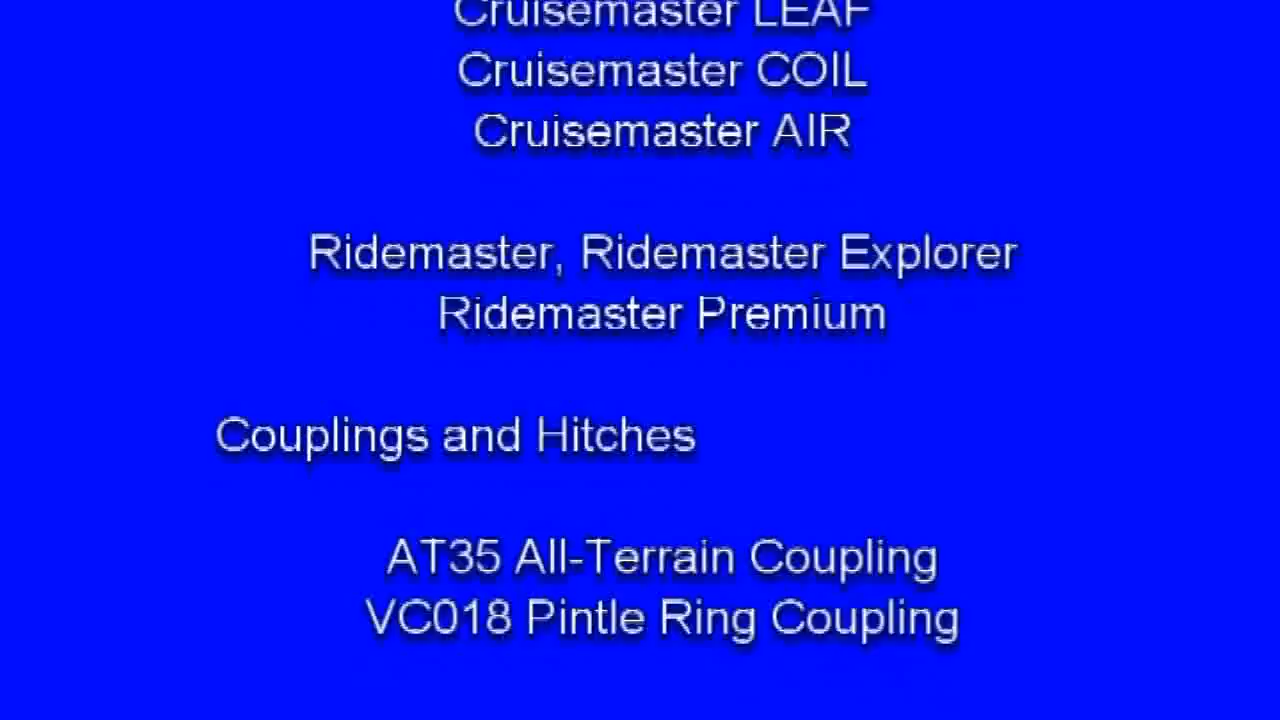 Cruisemaster LEAF
Cruisemaster COIL
Cruisemaster AIR
Ridemaster, Ridemaster Explorer
Ridemaster Premium
Couplings and Hitches
AT35 All-Terrain Coupling
VC018 Pintle Ring Coupling